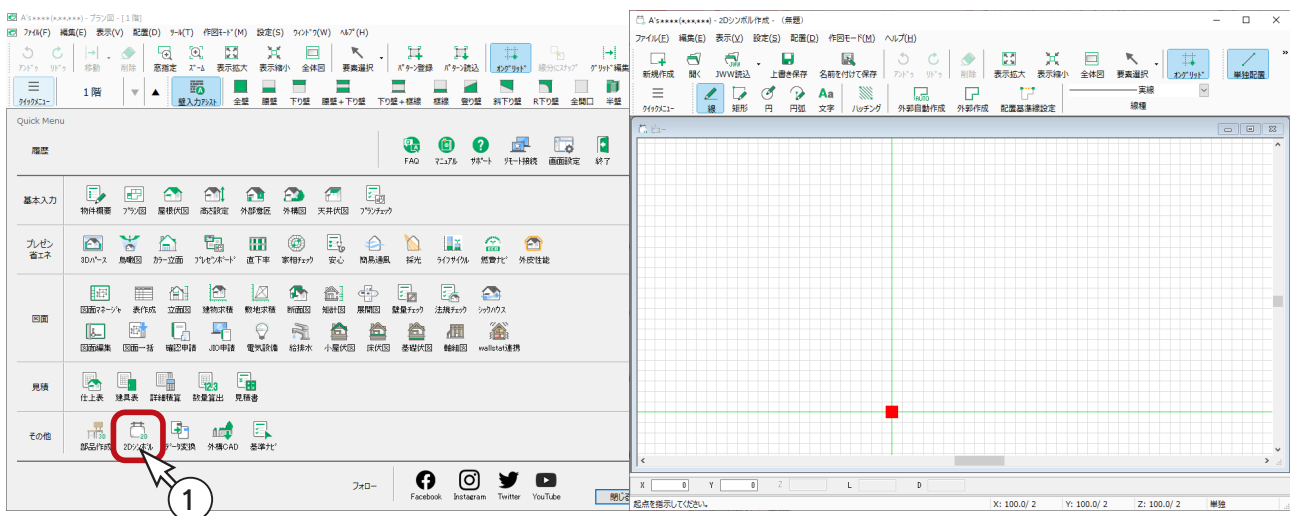 A's****(*,**,***) - プラン図 - [1 階]
ファイル(F) 編集(E) 表示(V) 配置(D) ツール(T) 作図モード(M) 設定(S) ウィンドウ(W) ヘルプ(H)
アンドゥ リドゥ 移動 削除 窓指定 ズーム 表示拡大 表示縮小 全体図 要素選択 パターン登録 パターン読込 オングリッド 線分にスナップ グリッド編集
クイックメニュー 1 階 壁入力アシスト 全壁 腰壁 下り壁 腰壁+下り壁 下り壁+框線 框線 登り壁 斜下り壁 R下り壁 全開口 半壁
Quick Menu
履歴 FAQ マニュアル サポート リモート接続 画面設定 終了
基本入力 物件概要 プラン図 屋根伏図 高さ設定 外部意匠 外構図 天井伏図 プランチェック
プレゼン
省エネ 3Dパース 鳥瞰図 カラー立面 プレゼンボード 直下率 家相チェック 安心 簡易通風 採光 ライフサイクル 燃費ナビ 外皮性能
図面 図面マネージャ 表作成 立面図 建物求積 敷地求積 断面図 矩計図 展開図 壁量チェック 法規チェック シックハウス
図面編集 図面一括 確認申請 JIO申請 電気設備 給排水 小屋伏図 床伏図 基礎伏図 軸組図 wallstat連携
見積 仕上表 建具表 詳細積算 数量算出 見積書
その他 部品作成 2Dシンボル データ変換 外構CAD 基準ナビ
1
フォロー Facebook Instagram Twitter YouTube 閉じる
A's****(*,**,***) - 2Dシンボル作成 - (無題)
ファイル(F) 編集(E) 表示(V) 設定(S) 配置(D) 作図モード(M) ヘルプ(H)
新規作成 開く JWW読込 上書き保存 名前を付けて保存 アンドゥ リドゥ 削除 表示拡大 表示縮小 全体図 要素選択 オングリッド 単独配置
クイックメニュー 線 矩形 円 円弧 文字 ハッチング 外郭自動作成 外郭作成 配置基準線設定 実線
線種
ビュー
X 0 Y 0 Z L D
起点を指示してください。 X: 100.0/ 2 Y: 100.0/ 2 Z: 100.0/ 2 単独